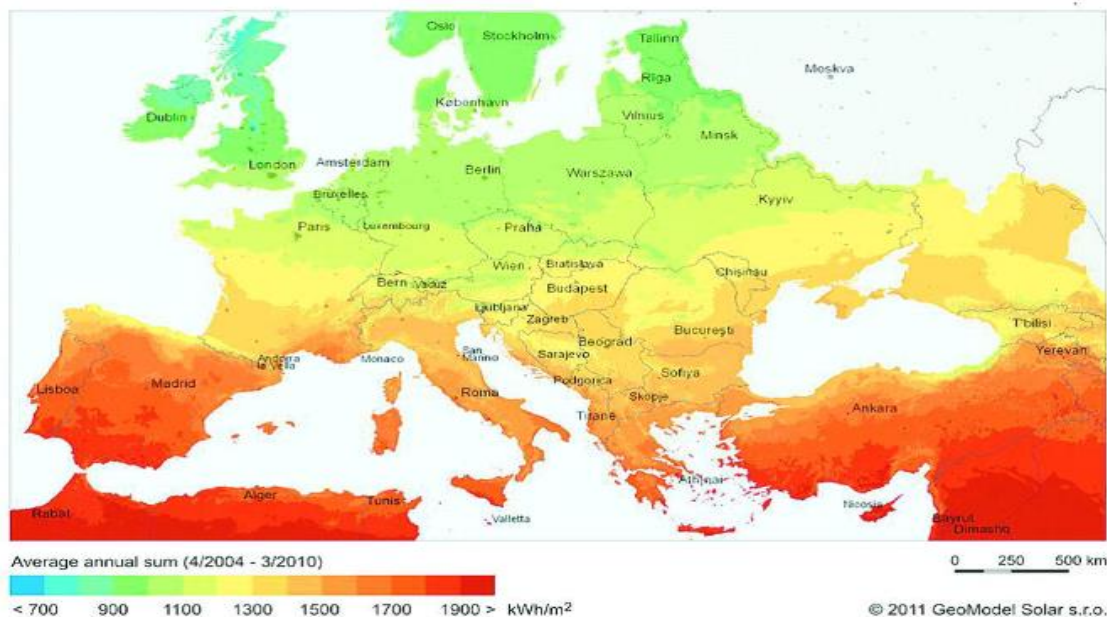 Oslo
Stockholm
Tallinn
Rīga
Moskva
København
Dublin
Vilnius
Minsk
London
Amsterdam
Berlin
Warszawa
Bruxelles
Kyyiv
Paris
Luxembourg
Praha
Wien
Bratislava
Chişinău
Bern
Vaduz
Budapest
Ljubljana
Zagreb
Bucureşti
T'bilisi
Beograd
Yerevan
Andorra
la Vella
Monaco
San
Marino
Sarajevo
Sofiya
Lisboa
Madrid
Roma
Podgorica
Skopje
Ankara
Tiranë
Athínai
Alger
Tunis
Nicosia
Rabat
Valletta
Bayrut
Dimashq
Average annual sum (4/2004 - 3/2010)
0 250 500 km
< 700 900 1100 1300 1500 1700 1900 > kWh/m²
© 2011 GeoModel Solar s.r.o.